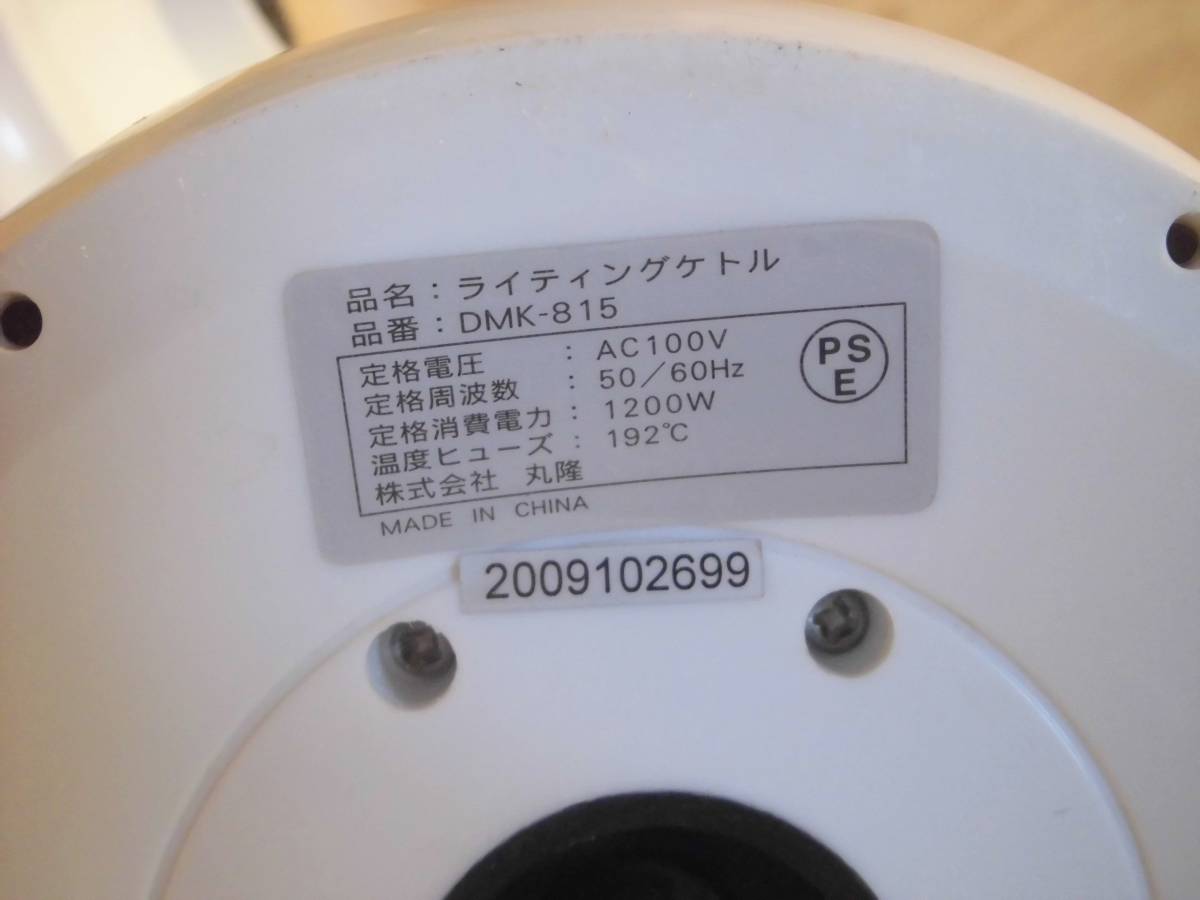 品名：ライティングケトル
品番：DMK-815
定格電圧　：AC100V
定格周波数　：50／60Hz
定格消費電力：1200W
温度ヒューズ：192℃
株式会社　丸隆
PS
E
MADE IN CHINA
2009102699